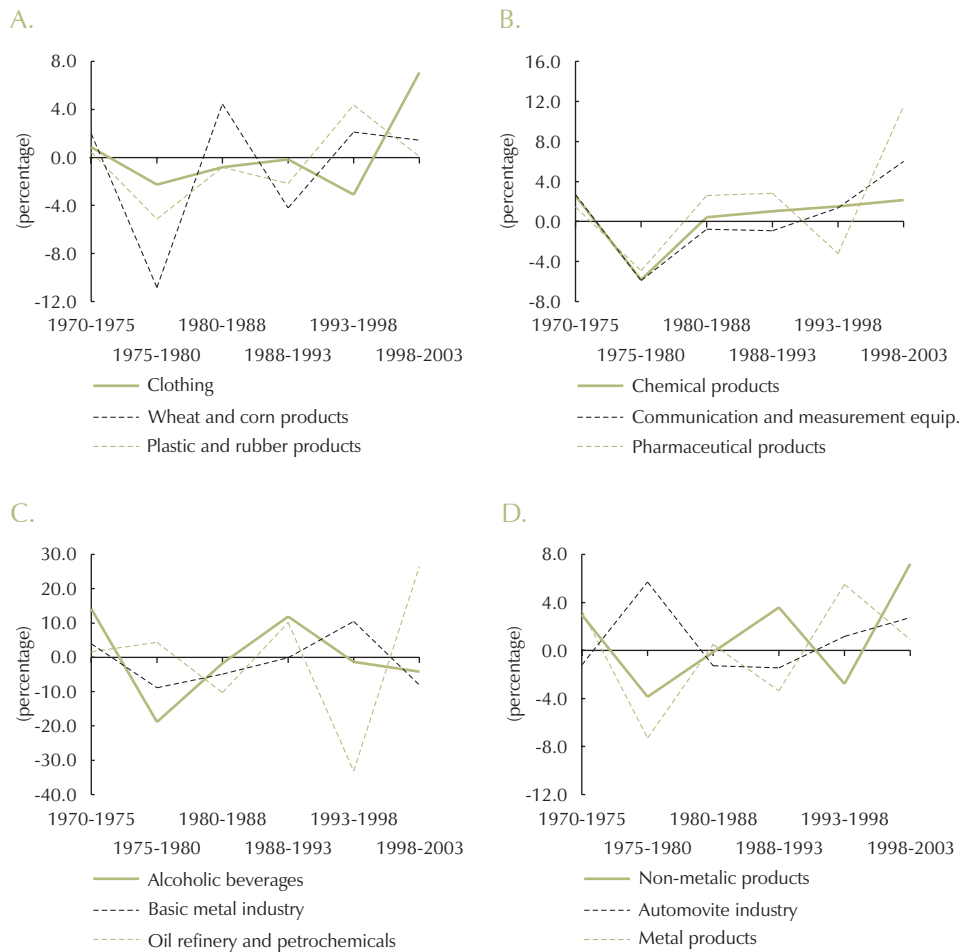 A.
8.0
4.0
0.0
-4.0
-8.0
-12.0
(percentage)
1970-1975
1980-1988
1993-1998
1975-1980
1988-1993
1998-2003
Clothing
Wheat and corn products
Plastic and rubber products
B.
16.0
12.0
8.0
4.0
0.0
-4.0
-8.0
(percentage)
1970-1975
1980-1988
1993-1998
1975-1980
1988-1993
1998-2003
Chemical products
Communication and measurement equip.
Pharmaceutical products
C.
30.0
20.0
10.0
0.0
-10.0
-20.0
-30.0
-40.0
(percentage)
1970-1975
1980-1988
1993-1998
1975-1980
1988-1993
1998-2003
Alcoholic beverages
Basic metal industry
Oil refinery and petrochemicals
D.
8.0
4.0
0.0
-4.0
-8.0
-12.0
(percentage)
1970-1975
1980-1988
1993-1998
1975-1980
1988-1993
1998-2003
Non-metalic products
Automovite industry
Metal products